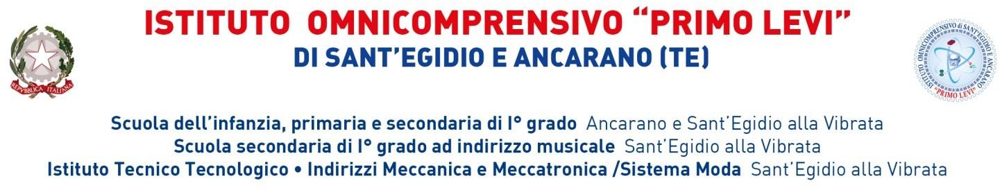 ISTITUTO OMNICOMPRENSIVO “PRIMO LEVI”
DI SANT’EGIDIO E ANCARANO (TE)
REPVBBLICA ITALIANA
ISTITUTO OMNICOMPRENSIVO di SANT'EGIDIO E ANCARANO
"PRIMO LEVI"
Scuola dell’infanzia, primaria e secondaria di I° grado Ancarano e Sant’Egidio alla Vibrata
Scuola secondaria di I° grado ad indirizzo musicale Sant’Egidio alla Vibrata
Istituto Tecnico Tecnologico • Indirizzi Meccanica e Meccatronica /Sistema Moda Sant’Egidio alla Vibrata